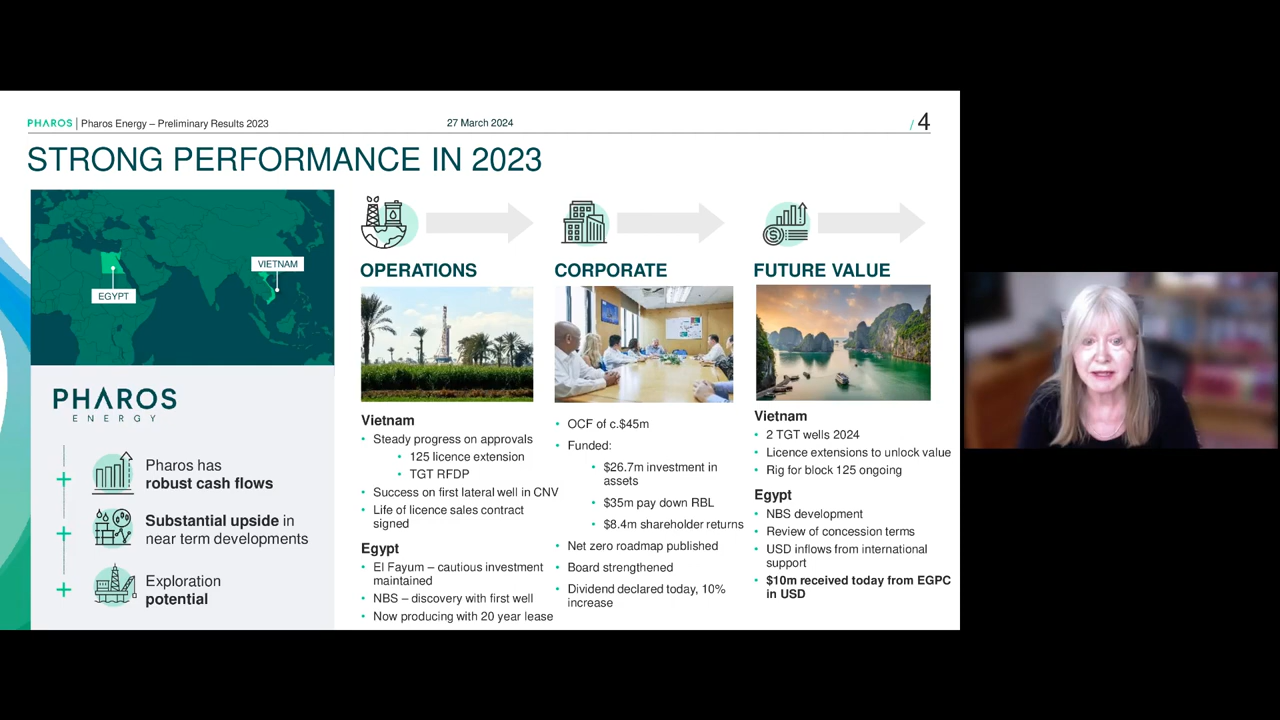 PHAROS | Pharos Energy – Preliminary Results 2023
27 March 2024
/ 4
STRONG PERFORMANCE IN 2023
EGYPT
VIETNAM
PHAROS
ENERGY
Pharos has
robust cash flows
Substantial upside in
near term developments
Exploration
potential
OPERATIONS
Vietnam
• Steady progress on approvals
• 125 licence extension
• TGT RFDP
• Success on first lateral well in CNV
• Life of licence sales contract
signed
Egypt
• El Fayum – cautious investment
maintained
• NBS – discovery with first well
• Now producing with 20 year lease
CORPORATE
• OCF of c.$45m
• Funded:
• $26.7m investment in
assets
• $35m pay down RBL
• $8.4m shareholder returns
• Net zero roadmap published
• Board strengthened
• Dividend declared today, 10%
increase
FUTURE VALUE
Vietnam
• 2 TGT wells 2024
• Licence extensions to unlock value
• Rig for block 125 ongoing
Egypt
• NBS development
• Review of concession terms
• USD inflows from international
support
• $10m received today from EGPC
in USD